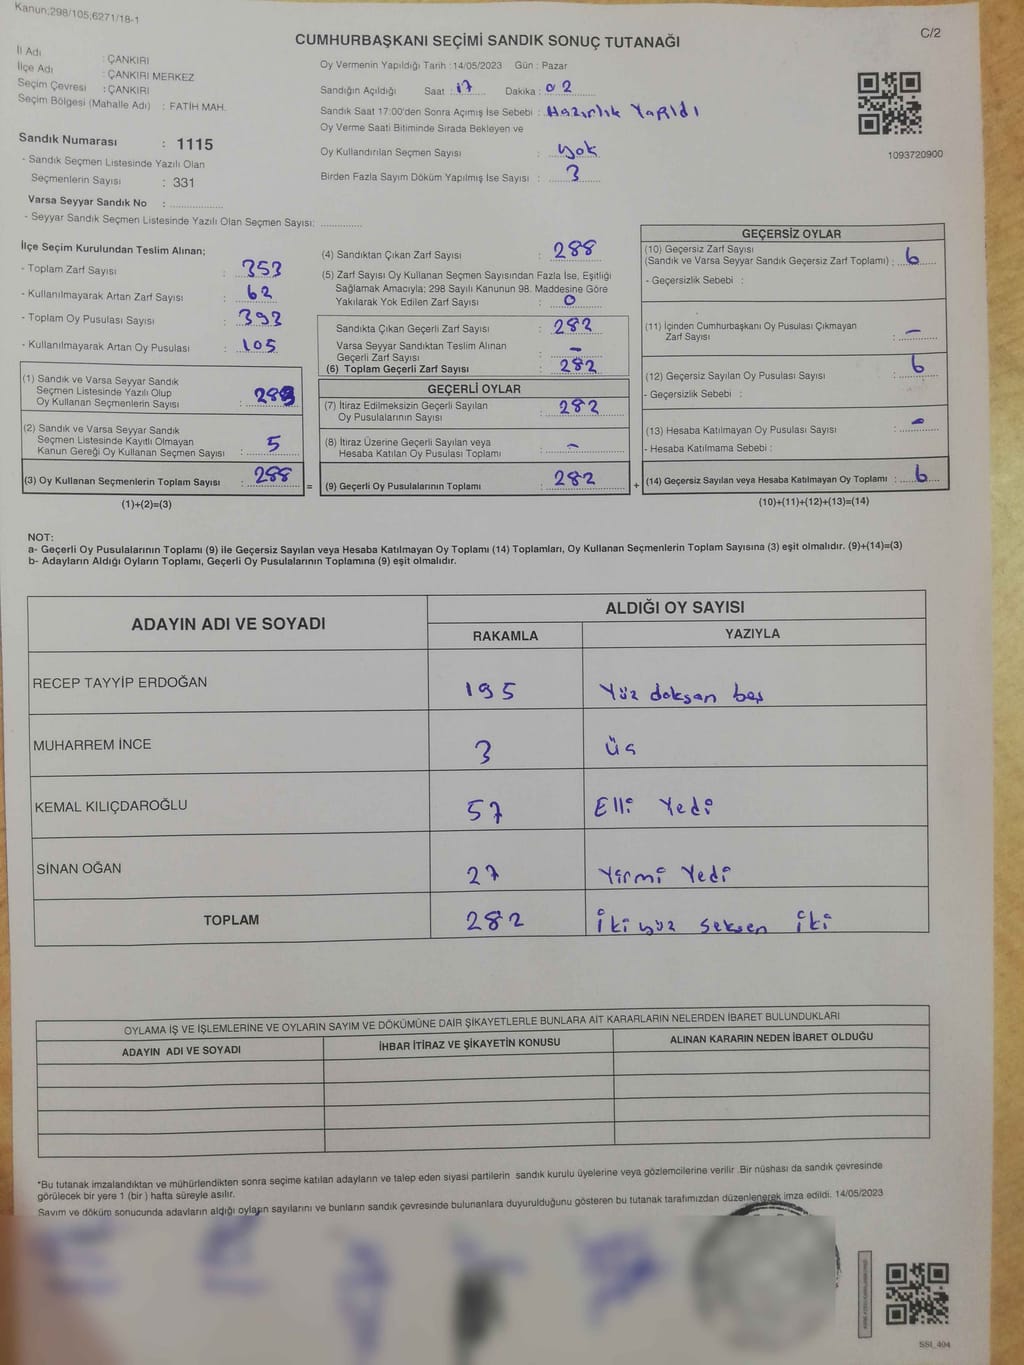 Kanun;298/105;6271/18-1
C/2
CUMHURBAŞKANI SEÇİMİ SANDIK SONUÇ TUTANAĞI
İl Adı : ÇANKIRI
İlçe Adı : ÇANKIRI MERKEZ
Seçim Çevresi : ÇANKIRI
Seçim Bölgesi (Mahalle Adı) : FATİH MAH.
Sandık Numarası : 1115
- Sandık Seçmen Listesinde Yazılı Olan
Seçmenlerin Sayısı : 331
Varsa Seyyar Sandık No : ...................
- Seyyar Sandık Seçmen Listesinde Yazılı Olan Seçmen Sayısı: ..............
Oy Vermenin Yapıldığı Tarih :14/05/2023 Gün : Pazar
Sandığın Açıldığı Saat : 17 Dakika : 02
Sandık Saat 17:00'den Sonra Açımış İse Sebebi : Hazırlık Yapıldı
Oy Verme Saati Bitiminde Sırada Bekleyen ve
Oy Kullandırılan Seçmen Sayısı : yok
Birden Fazla Sayım Döküm Yapılmış İse Sayısı : 3
1093720900
İlçe Seçim Kurulundan Teslim Alınan;
- Toplam Zarf Sayısı : 353
- Kullanılmayarak Artan Zarf Sayısı : 62
- Toplam Oy Pusulası Sayısı : 393
- Kullanılmayarak Artan Oy Pusulası : 105
(1) Sandık ve Varsa Seyyar Sandık
Seçmen Listesinde Yazılı Olup
Oy Kullanan Seçmenlerin Sayısı : 283
(2) Sandık ve Varsa Seyyar Sandık
Seçmen Listesinde Kayıtlı Olmayan
Kanun Gereği Oy Kullanan Seçmen Sayısı : 5
(3) Oy Kullanan Seçmenlerin Toplam Sayısı : 288
(1)+(2)=(3)
(4) Sandıktan Çıkan Zarf Sayısı : 288
(5) Zarf Sayısı Oy Kullanan Seçmen Sayısından Fazla İse, Eşitliği
Sağlamak Amacıyla; 298 Sayılı Kanunun 98. Maddesine Göre
Yakılarak Yok Edilen Zarf Sayısı : 0
Sandıkta Çıkan Geçerli Zarf Sayısı : 282
Varsa Seyyar Sandıktan Teslim Alınan
Geçerli Zarf Sayısı : -
(6) Toplam Geçerli Zarf Sayısı : 282
GEÇERLİ OYLAR
(7) İtiraz Edilmeksizin Geçerli Sayılan
Oy Pusulalarının Sayısı : 282
(8) İtiraz Üzerine Geçerli Sayılan veya
Hesaba Katılan Oy Pusulası Toplamı : -
= (9) Geçerli Oy Pusulalarının Toplamı : 282 +
GEÇERSİZ OYLAR
(10) Geçersiz Zarf Sayısı
(Sandık ve Varsa Seyyar Sandık Geçersiz Zarf Toplamı) : 6
- Geçersizlik Sebebi :
(11) İçinden Cumhurbaşkanı Oy Pusulası Çıkmayan
Zarf Sayısı : -
(12) Geçersiz Sayılan Oy Pusulası Sayısı : 6
- Geçersizlik Sebebi :
(13) Hesaba Katılmayan Oy Pusulası Sayısı : -
- Hesaba Katılmama Sebebi :
(14) Geçersiz Sayılan veya Hesaba Katılmayan Oy Toplamı : 6
(10)+(11)+(12)+(13)=(14)
NOT:
a- Geçerli Oy Pusulalarının Toplamı (9) ile Geçersiz Sayılan veya Hesaba Katılmayan Oy Toplamı (14) Toplamları, Oy Kullanan Seçmenlerin Toplam Sayısına (3) eşit olmalıdır. (9)+(14)=(3)
b- Adayların Aldığı Oyların Toplamı, Geçerli Oy Pusulalarının Toplamına (9) eşit olmalıdır.
ADAYIN ADI VE SOYADI
ALDIĞI OY SAYISI
RAKAMLA YAZIYLA
RECEP TAYYİP ERDOĞAN 195 Yüz doksan beş
MUHARREM İNCE 3 Üç
KEMAL KILIÇDAROĞLU 57 Elli Yedi
SİNAN OĞAN 27 Yirmi Yedi
TOPLAM 282 İki yüz seksen iki
OYLAMA İŞ VE İŞLEMLERİNE VE OYLARIN SAYIM VE DÖKÜMÜNE DAİR ŞİKAYETLERLE BUNLARA AİT KARARLARIN NELERDEN İBARET BULUNDUKLARI
ADAYIN ADI VE SOYADI İHBAR İTİRAZ VE ŞİKAYETİN KONUSU ALINAN KARARIN NEDEN İBARET OLDUĞU
*Bu tutanak imzalandıktan ve mühürlendikten sonra seçime katılan adayların ve talep eden siyasi partilerin sandık kurulu üyelerine veya gözlemcilerine verilir .Bir nüshası da sandık çevresinde
görülecek bir yere 1 (bir ) hafta süreyle asılır.
Sayım ve döküm sonucunda adayların aldığı oyların sayılarını ve bunların sandık çevresinde bulunanlara duyurulduğunu gösteren bu tutanak tarafımızdan düzenlenerek imza edildi. 14/05/2023
SSI_404